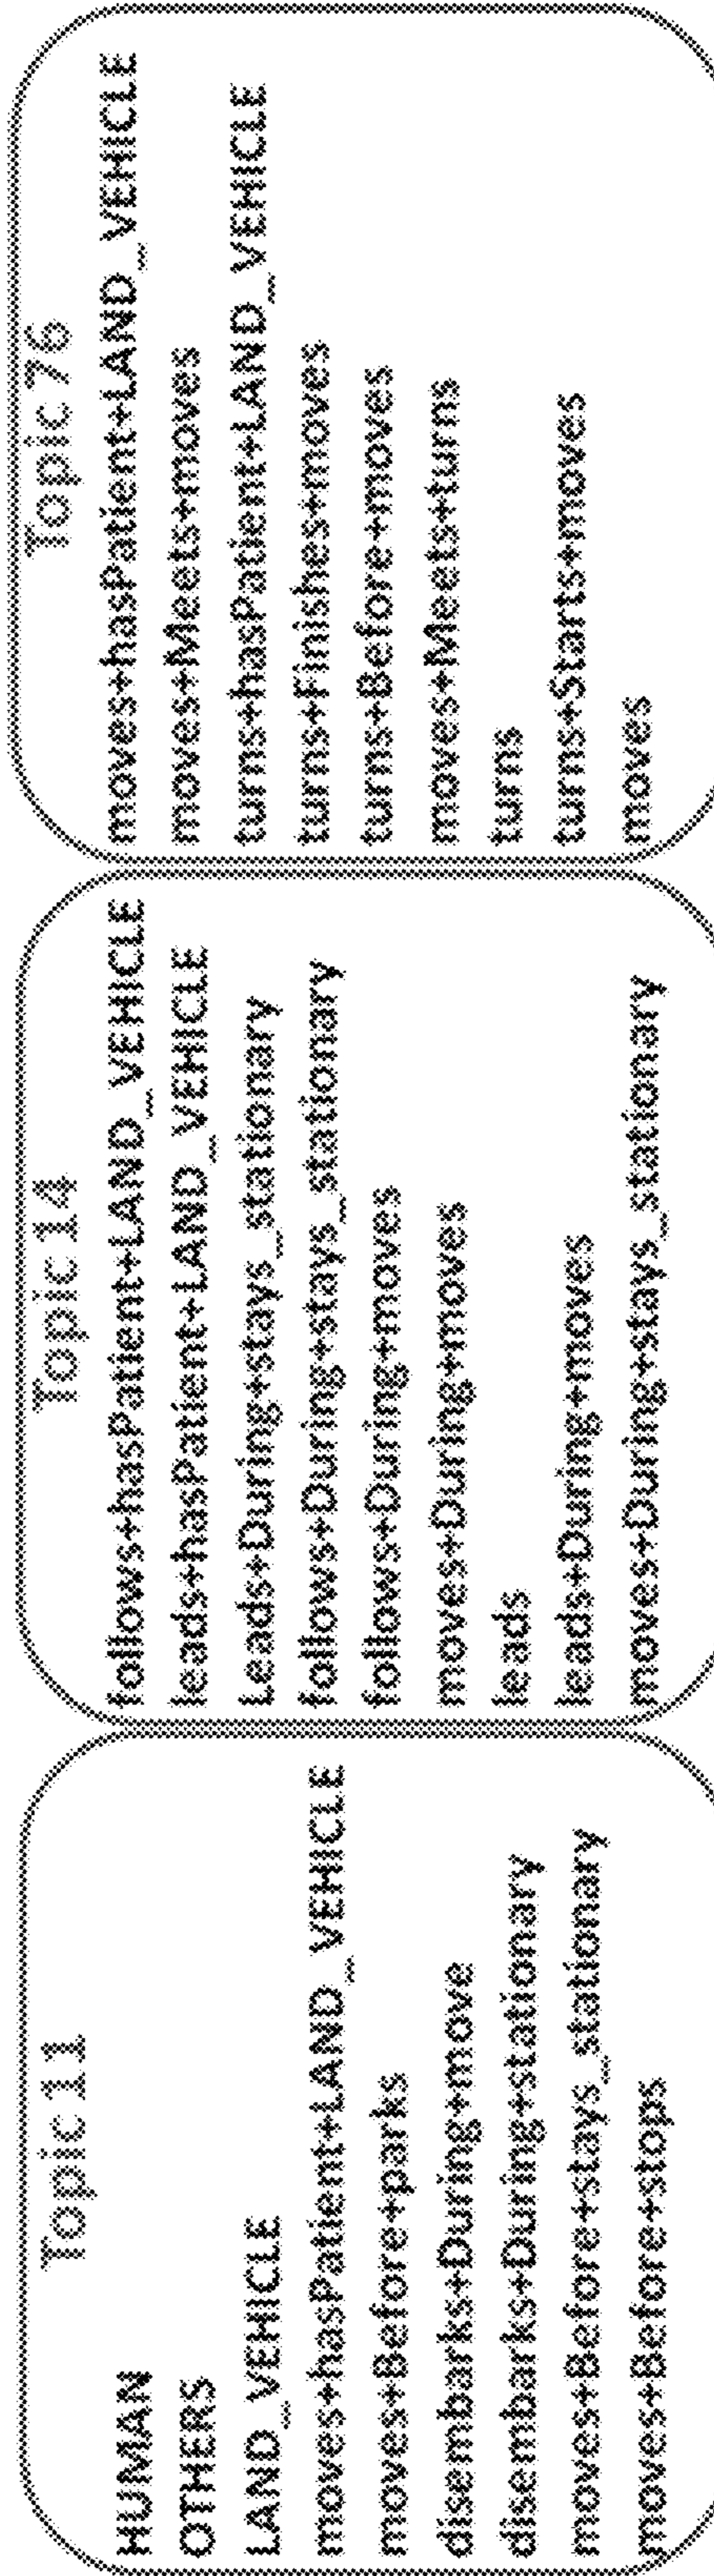 Topic 11
HUMAN
OTHERS
LAND_VEHICLE
moves+hasPatient+LAND_VEHICLE
moves+Before+parks
disembarks+During+move
disembarks+During+stationary
moves+Before+stays_stationary
moves+Before+stops
Topic 14
follows+hasPatient+LAND_VEHICLE
leads+hasPatient+LAND_VEHICLE
Leads+During+stays_stationary
follows+During+stays_stationary
follows+During+moves
moves+During+moves
leads
leads+During+moves
moves+During+stays_stationary
Topic 76
moves+hasPatient+LAND_VEHICLE
moves+Meets+moves
turns+hasPatient+LAND_VEHICLE
turns+Finishes+moves
turns+Before+moves
moves+Meets+turns
turns
turns+Starts+moves
moves